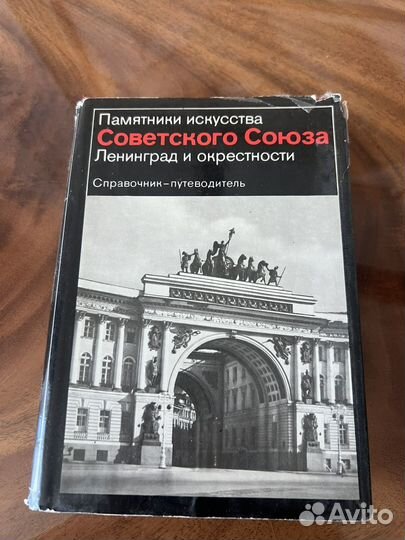 Памятники искусства
Советского Союза
Ленинград и окрестности
Справочник–путеводитель
Avito